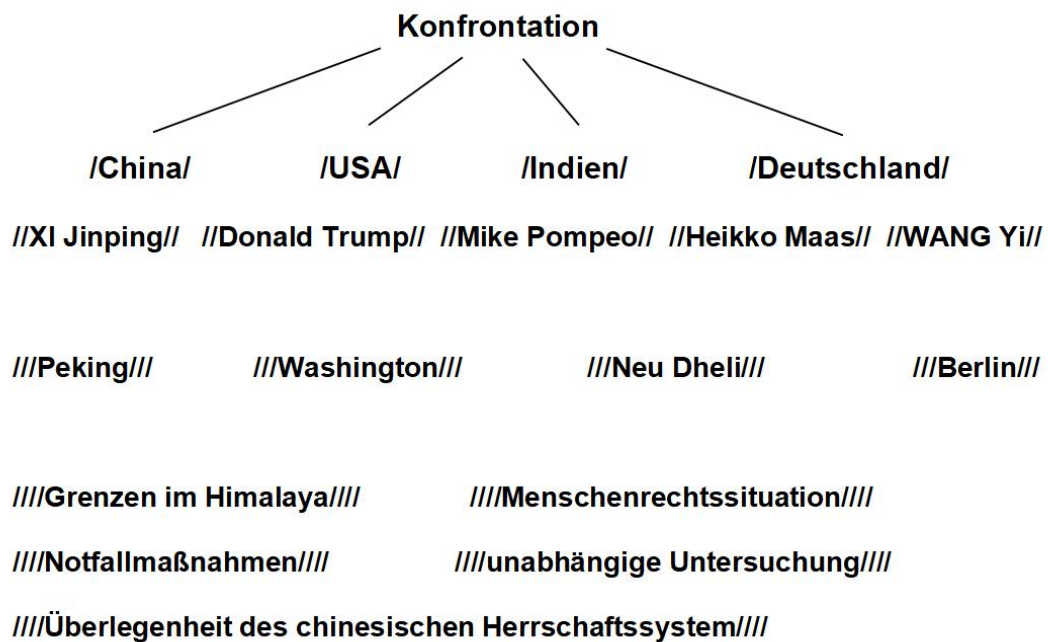 Konfrontation
/China/ /USA/ /Indien/ /Deutschland/
//XI Jinping// //Donald Trump// //Mike Pompeo// //Heikko Maas// //WANG Yi//
///Peking/// ///Washington/// ///Neu Dheli/// ///Berlin///
////Grenzen im Himalaya//// ////Menschenrechtssituation////
////Notfallmaßnahmen//// ////unabhängige Untersuchung////
////Überlegenheit des chinesischen Herrschaftssystem////